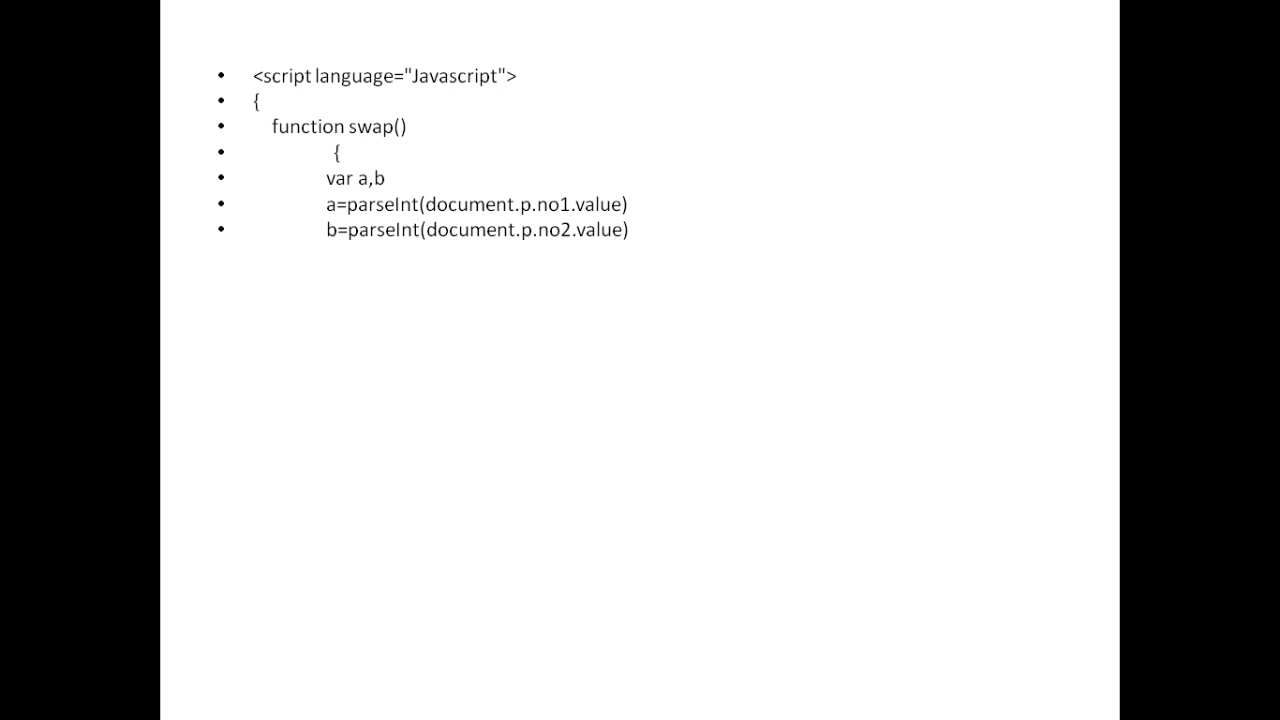 • <script language="Javascript">
• {
• function swap()
• {
• var a,b
• a=parseInt(document.p.no1.value)
• b=parseInt(document.p.no2.value)